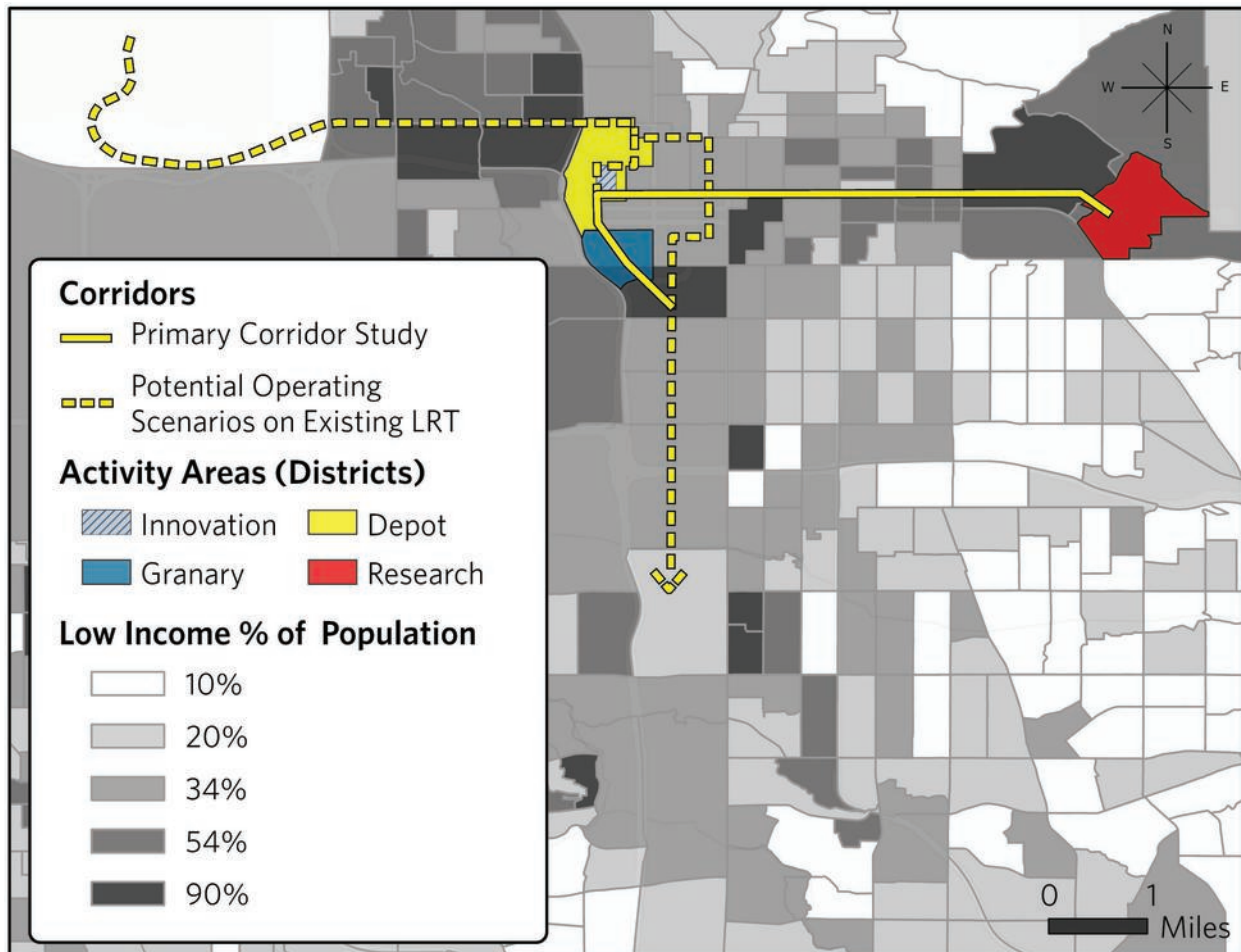 N
W E
S
Corridors
Primary Corridor Study
Potential Operating
Scenarios on Existing LRT
Activity Areas (Districts)
Innovation Depot
Granary Research
Low Income % of Population
10%
20%
34%
54%
90%
0 1
Miles